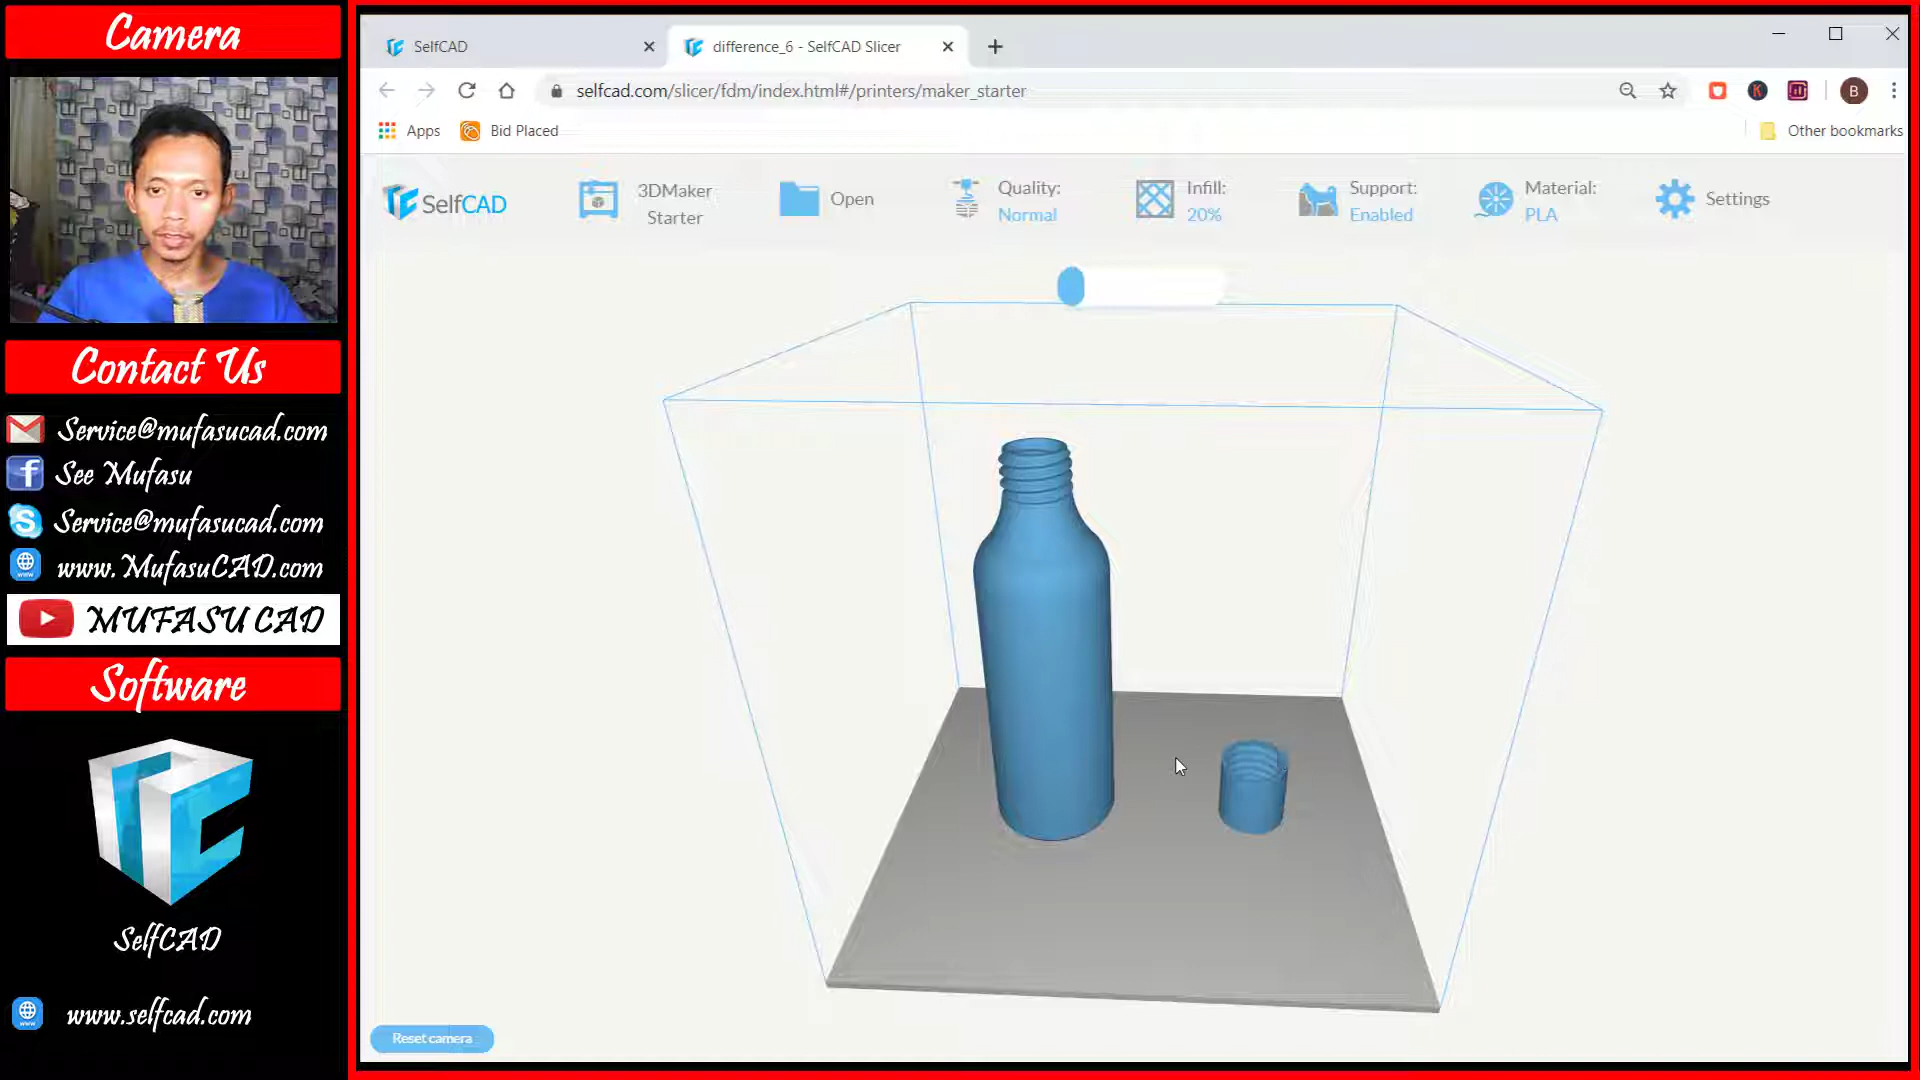 Camera
Contact Us
Service@mufasucad.com
See Mufasu
Service@mufasucad.com
www.MufasuCAD.com
MUFASU CAD
Software
SelfCAD
www.selfcad.com
SelfCAD
difference_6 - SelfCAD Slicer
selfcad.com/slicer/fdm/index.html#/printers/maker_starter
B
Apps
Bid Placed
Other bookmarks
SelfCAD
3DMaker
Starter
Open
Quality:
Normal
Infill:
20%
Support:
Enabled
Material:
PLA
Settings
Reset camera